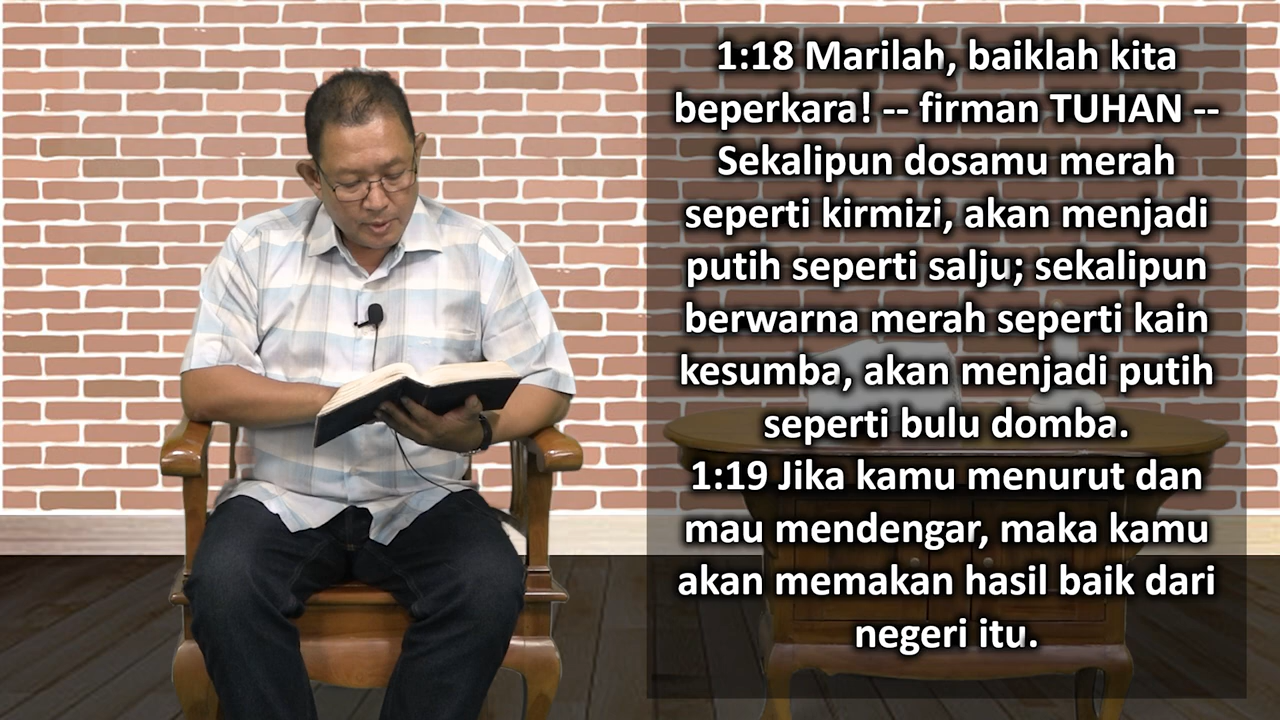 1:18 Marilah, baiklah kita
beperkara! -- firman TUHAN --
Sekalipun dosamu merah
seperti kirmizi, akan menjadi
putih seperti salju; sekalipun
berwarna merah seperti kain
kesumba, akan menjadi putih
seperti bulu domba.
1:19 Jika kamu menurut dan
mau mendengar, maka kamu
akan memakan hasil baik dari
negeri itu.